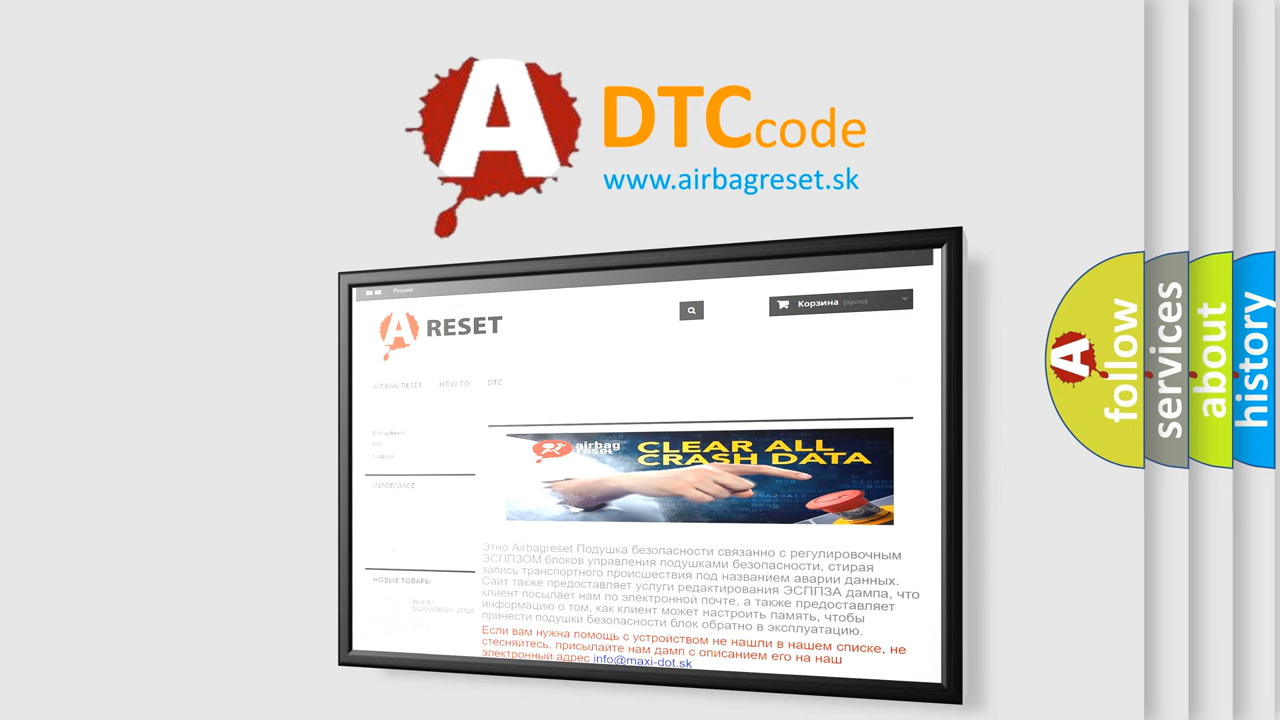 A DTCcode
www.airbagreset.sk
Русский
A RESET
Корзина (пусто)
AIRBAG RESET HOW TO DTC
INFORMACE
airbag
reset
CLEAR ALL
CRASH DATA
Этно Airbagreset Подушка безопасности связанно с регулировочным
ЭСППЗОМ блоков управления подушками безопасности, стирая
запись транспортного происшествия под названием аварии данных.
Сайт также предоставляет услуги редактирования ЭСППЗА дампа, что
клиент посылает нам по электронной почте, а также предоставляет
информацию о том, как клиент может настроить память, чтобы
принести подушки безопасности блок обратно в эксплуатацию.
Если вам нужна помощь с устройством не нашли в нашем списке, не
стесняйтесь, присылайте нам дамп с описанием его на наш
электронный адрес info@maxi-dot.sk
НОВЫЕ ТОВАРЫ
A follow
services
about
history